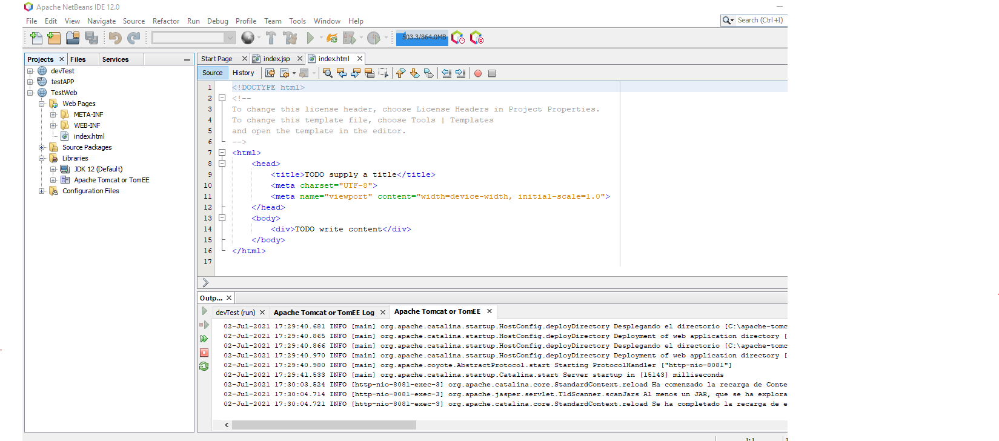 Apache NetBeans IDE 12.0
File Edit View Navigate Source Refactor Run Debug Profile Team Tools Window Help
Search (Ctrl+I)
503.3/864.0MB
Projects Files Services
devTest
testAPP
TestWeb
Web Pages
META-INF
WEB-INF
index.html
Source Packages
Libraries
JDK 12 (Default)
Apache Tomcat or TomEE
Configuration Files
Start Page index.jsp index.html
Source History
1 <!DOCTYPE html>
2 <!--
3 To change this license header, choose License Headers in Project Properties.
4 To change this template file, choose Tools | Templates
5 and open the template in the editor.
6 -->
7 <html>
8 <head>
9 <title>TODO supply a title</title>
10 <meta charset="UTF-8">
11 <meta name="viewport" content="width=device-width, initial-scale=1.0">
12 </head>
13 <body>
14 <div>TODO write content</div>
15 </body>
16 </html>
17
Outp...
devTest (run) Apache Tomcat or TomEE Log Apache Tomcat or TomEE
02-Jul-2021 17:29:40.681 INFO [main] org.apache.catalina.startup.HostConfig.deployDirectory Desplegando el directorio [C:\apache-tomc
02-Jul-2021 17:29:40.865 INFO [main] org.apache.catalina.startup.HostConfig.deployDirectory Deployment of web application directory [
02-Jul-2021 17:29:40.866 INFO [main] org.apache.catalina.startup.HostConfig.deployDirectory Desplegando el directorio [C:\apache-tomc
02-Jul-2021 17:29:40.970 INFO [main] org.apache.catalina.startup.HostConfig.deployDirectory Deployment of web application directory [
02-Jul-2021 17:29:40.980 INFO [main] org.apache.coyote.AbstractProtocol.start Starting ProtocolHandler ["http-nio-8081"]
02-Jul-2021 17:29:41.533 INFO [main] org.apache.catalina.startup.Catalina.start Server startup in [15143] milliseconds
02-Jul-2021 17:30:03.524 INFO [http-nio-8081-exec-3] org.apache.catalina.core.StandardContext.reload Ha comenzado la recarga de Conte
02-Jul-2021 17:30:04.714 INFO [http-nio-8081-exec-3] org.apache.jasper.servlet.TldScanner.scanJars Al menos un JAR, que se ha explora
02-Jul-2021 17:30:04.721 INFO [http-nio-8081-exec-3] org.apache.catalina.core.StandardContext.reload Se ha completado la recarga de e
1:1